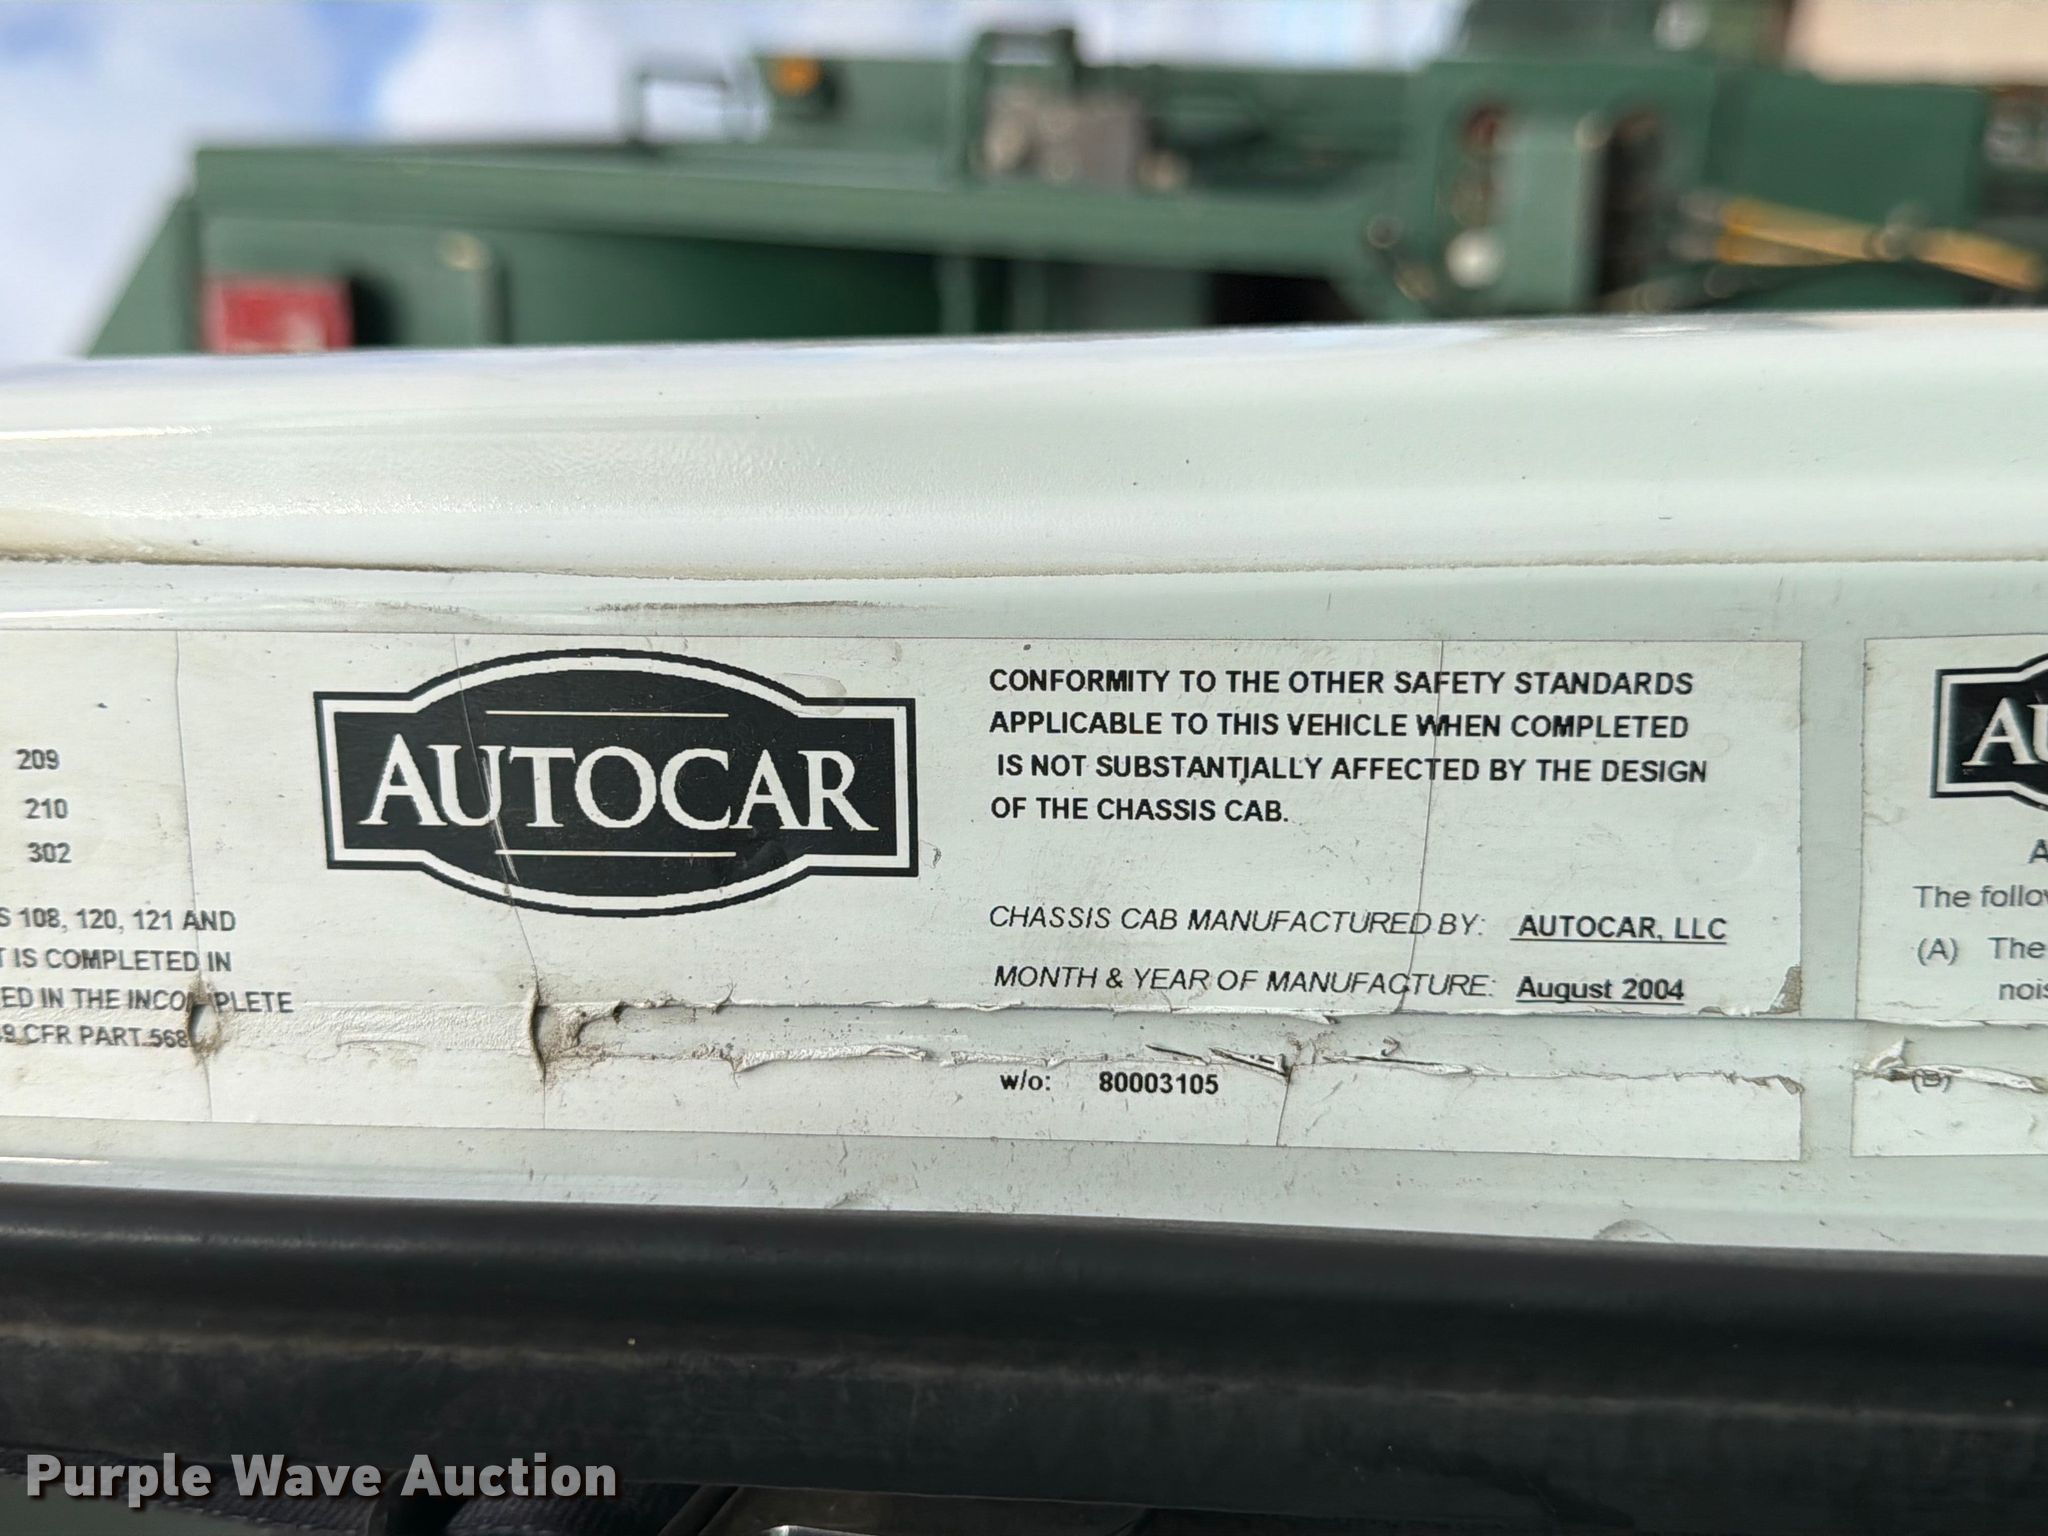 209
210
302
S 108, 120, 121 AND
T IS COMPLETED IN
ED IN THE INCOMPLETE
49 CFR PART 568
AUTOCAR
CONFORMITY TO THE OTHER SAFETY STANDARDS
APPLICABLE TO THIS VEHICLE WHEN COMPLETED
IS NOT SUBSTANTIALLY AFFECTED BY THE DESIGN
OF THE CHASSIS CAB.
CHASSIS CAB MANUFACTURED BY: AUTOCAR, LLC
MONTH & YEAR OF MANUFACTURE: August 2004
w/o: 80003105
AU
A
The follo
(A) The
nois
(B)
Purple Wave Auction